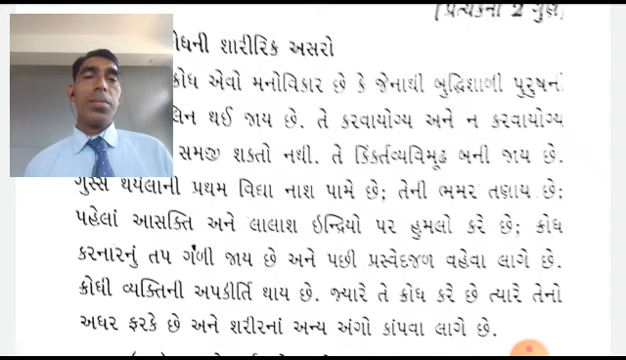 [પ્રત્યેકના 2 ગુણ]
ક્રોધની શારીરિક અસરો
ક્રોધ એવો મનોવિકાર છે કે જેનાથી બુદ્ધિશાળી પુરુષનાં
થઈ જાય છે. તે કરવાયોગ્ય અને ન કરવાયોગ્ય
સમજી શકતો નથી. તે કિંકર્તવ્યવિમૂઢ બની જાય છે.
ગુસ્સે થયેલાની પ્રથમ વિદ્યા નાશ પામે છે; તેની ભમર તણાય છે;
પહેલાં આસક્તિ અને લાલાશ ઇન્દ્રિયો પર હુમલો કરે છે; ક્રોધ
કરનારનું તપ ગળી જાય છે અને પછી પ્રસ્વેદજળ વહેવા લાગે છે.
ક્રોધી વ્યક્તિની અપકીર્તિ થાય છે. જ્યારે તે ક્રોધ કરે છે ત્યારે તેનો
અધર ફરકે છે અને શરીરનાં અન્ય અંગો કાંપવા લાગે છે.